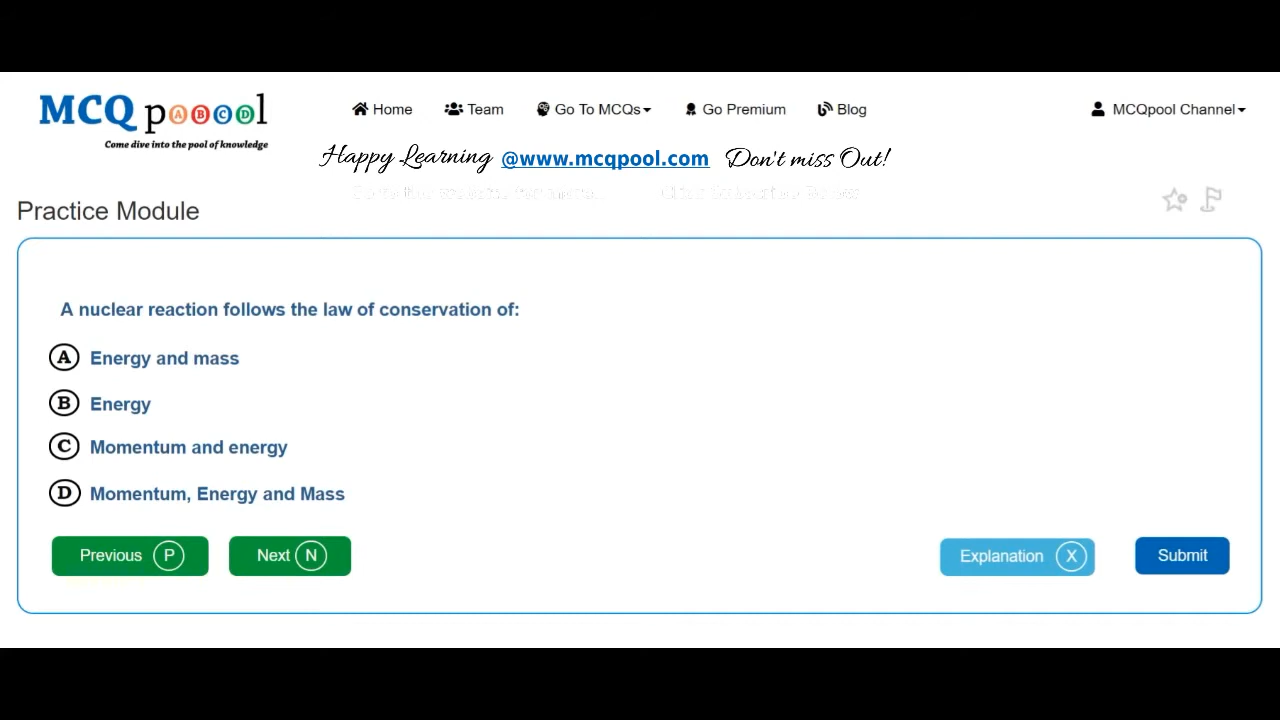 MCQ pABCDl
Come dive into the pool of knowledge
Home Team Go To MCQs Go Premium Blog MCQpool Channel
Happy Learning @www.mcqpool.com Don't miss Out!
Practice Module
A nuclear reaction follows the law of conservation of:
A Energy and mass
B Energy
C Momentum and energy
D Momentum, Energy and Mass
Previous P Next N Explanation X Submit